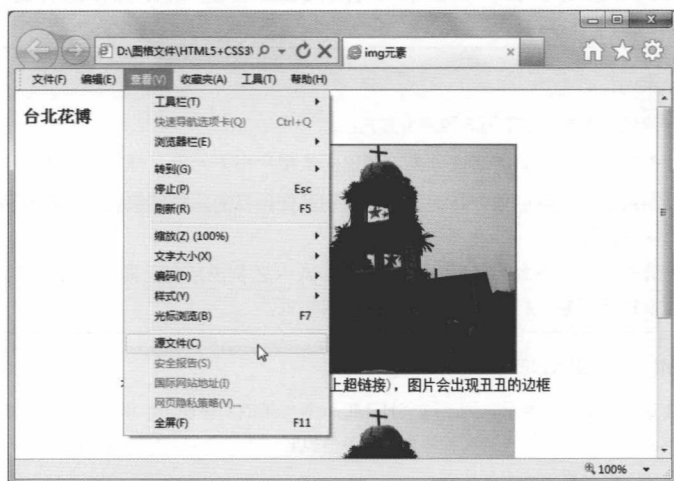 D:\图格文件\HTML5+CSS3\
img元素
文件(F) 编辑(E) 查看(V) 收藏夹(A) 工具(T) 帮助(H)
台北花博
工具栏(T)
快速导航选项卡(Q) Ctrl+Q
浏览器栏(E)
转到(G)
停止(P) Esc
刷新(R) F5
缩放(Z) (100%)
文字大小(X)
编码(D)
样式(Y)
光标浏览(B) F7
源文件(C)
安全报告(S)
国际网站地址(I)
网页隐私策略(V)...
全屏(F) F11
上超链接），图片会出现丑丑的边框
100%